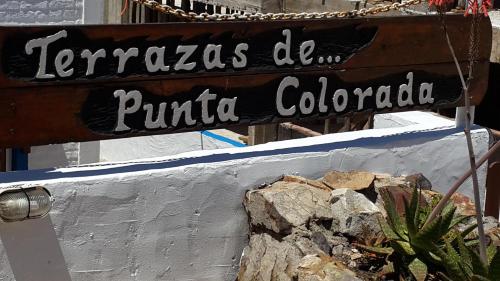 Terrazas de...
Punta Colorada